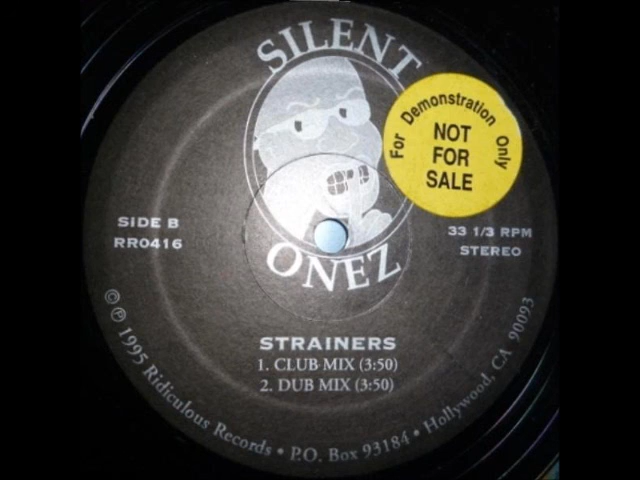 SILENT
ONEZ
For Demonstration Only
NOT
FOR
SALE
SIDE B
RRO416
33 1/3 RPM
STEREO
STRAINERS
1. CLUB MIX (3:50)
2. DUB MIX (3:50)
© ℗ 1995 Ridiculous Records • P.O. Box 93184 • Hollywood, CA 90093